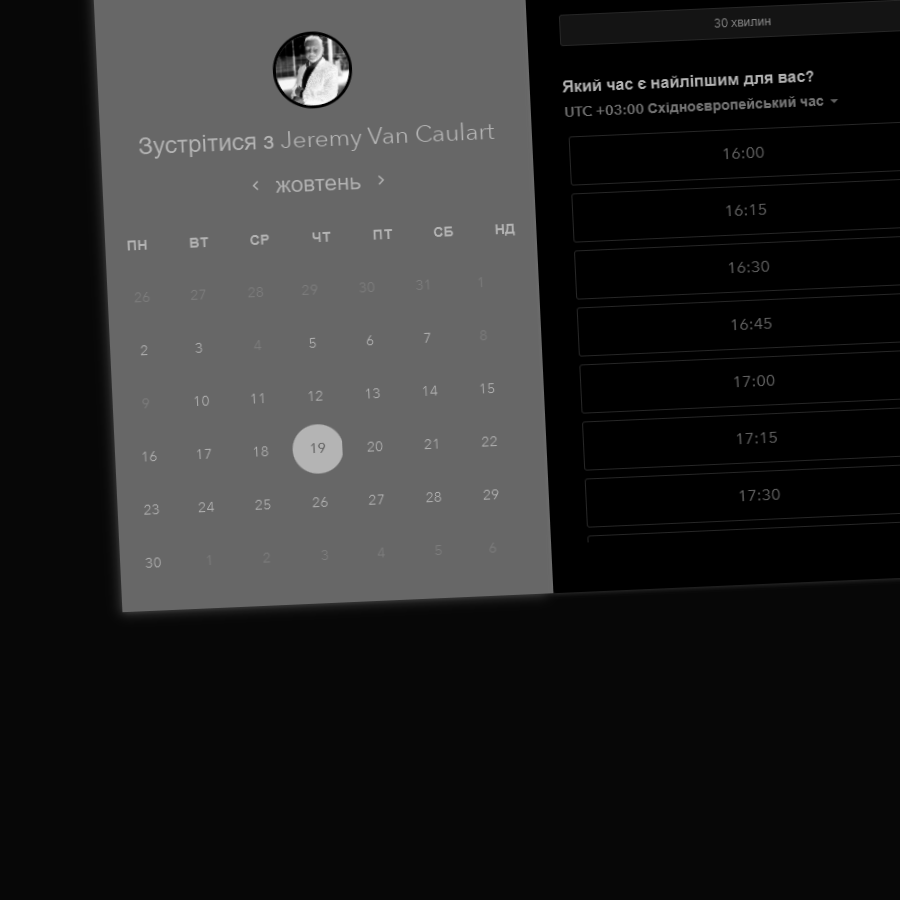 Зустрітися з Jeremy Van Caulart
жовтень
ПН ВТ СР ЧТ ПТ СБ НД
26 27 28 29 30 31 1
2 3 4 5 6 7 8
9 10 11 12 13 14 15
16 17 18 19 20 21 22
23 24 25 26 27 28 29
30 1 2 3 4 5 6
30 хвилин
Який час є найліпшим для вас?
UTC +03:00 Східноєвропейський час
16:00
16:15
16:30
16:45
17:00
17:15
17:30